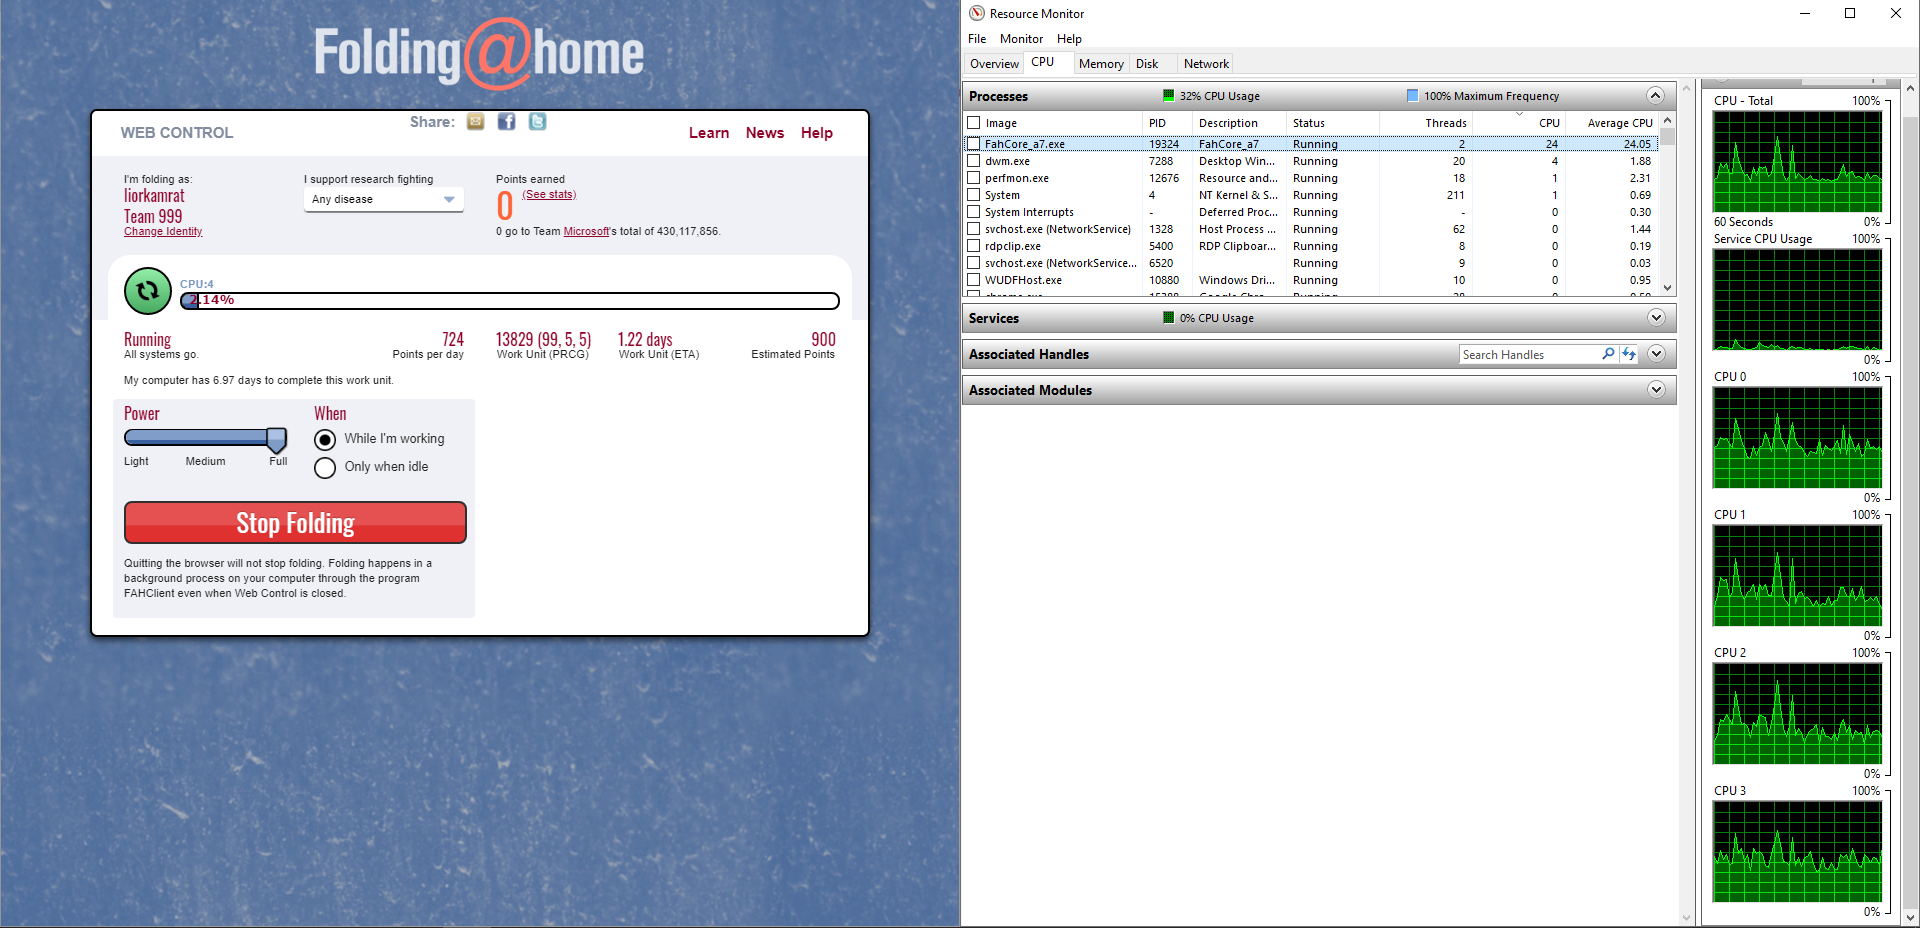 Folding@home
WEB CONTROL
Share:
Learn News Help
I'm folding as:
liorkamrat
Team 999
Change Identity
I support research fighting
Any disease
Points earned
0 (See stats)
0 go to Team Microsoft's total of 430,117,856.
CPU:4
2.14%
Running
All systems go.
724
Points per day
13829 (99, 5, 5)
Work Unit (PRCG)
1.22 days
Work Unit (ETA)
900
Estimated Points
My computer has 6.97 days to complete this work unit.
Power
Light Medium Full
When
While I'm working
Only when idle
Stop Folding
Quitting the browser will not stop folding. Folding happens in a
background process on your computer through the program
FAHClient even when Web Control is closed.
Resource Monitor
File Monitor Help
Overview CPU Memory Disk Network
Processes 32% CPU Usage 100% Maximum Frequency
Image PID Description Status Threads CPU Average CPU
FahCore_a7.exe 19324 FahCore_a7 Running 2 24 24.05
dwm.exe 7288 Desktop Win... Running 20 4 1.88
perfmon.exe 12676 Resource and... Running 18 1 2.31
System 4 NT Kernel & S... Running 211 1 0.69
System Interrupts - Deferred Proc... Running - 0 0.30
svchost.exe (NetworkService) 1328 Host Process ... Running 62 0 1.44
rdpclip.exe 5400 RDP Clipboar... Running 8 0 0.19
svchost.exe (NetworkService... 6520 Running 9 0 0.03
WUDFHost.exe 10880 Windows Dri... Running 10 0 0.95
Services 0% CPU Usage
Associated Handles Search Handles
Associated Modules
CPU - Total 100%
60 Seconds 0%
Service CPU Usage 100%
0%
CPU 0 100%
0%
CPU 1 100%
0%
CPU 2 100%
0%
CPU 3 100%
0%